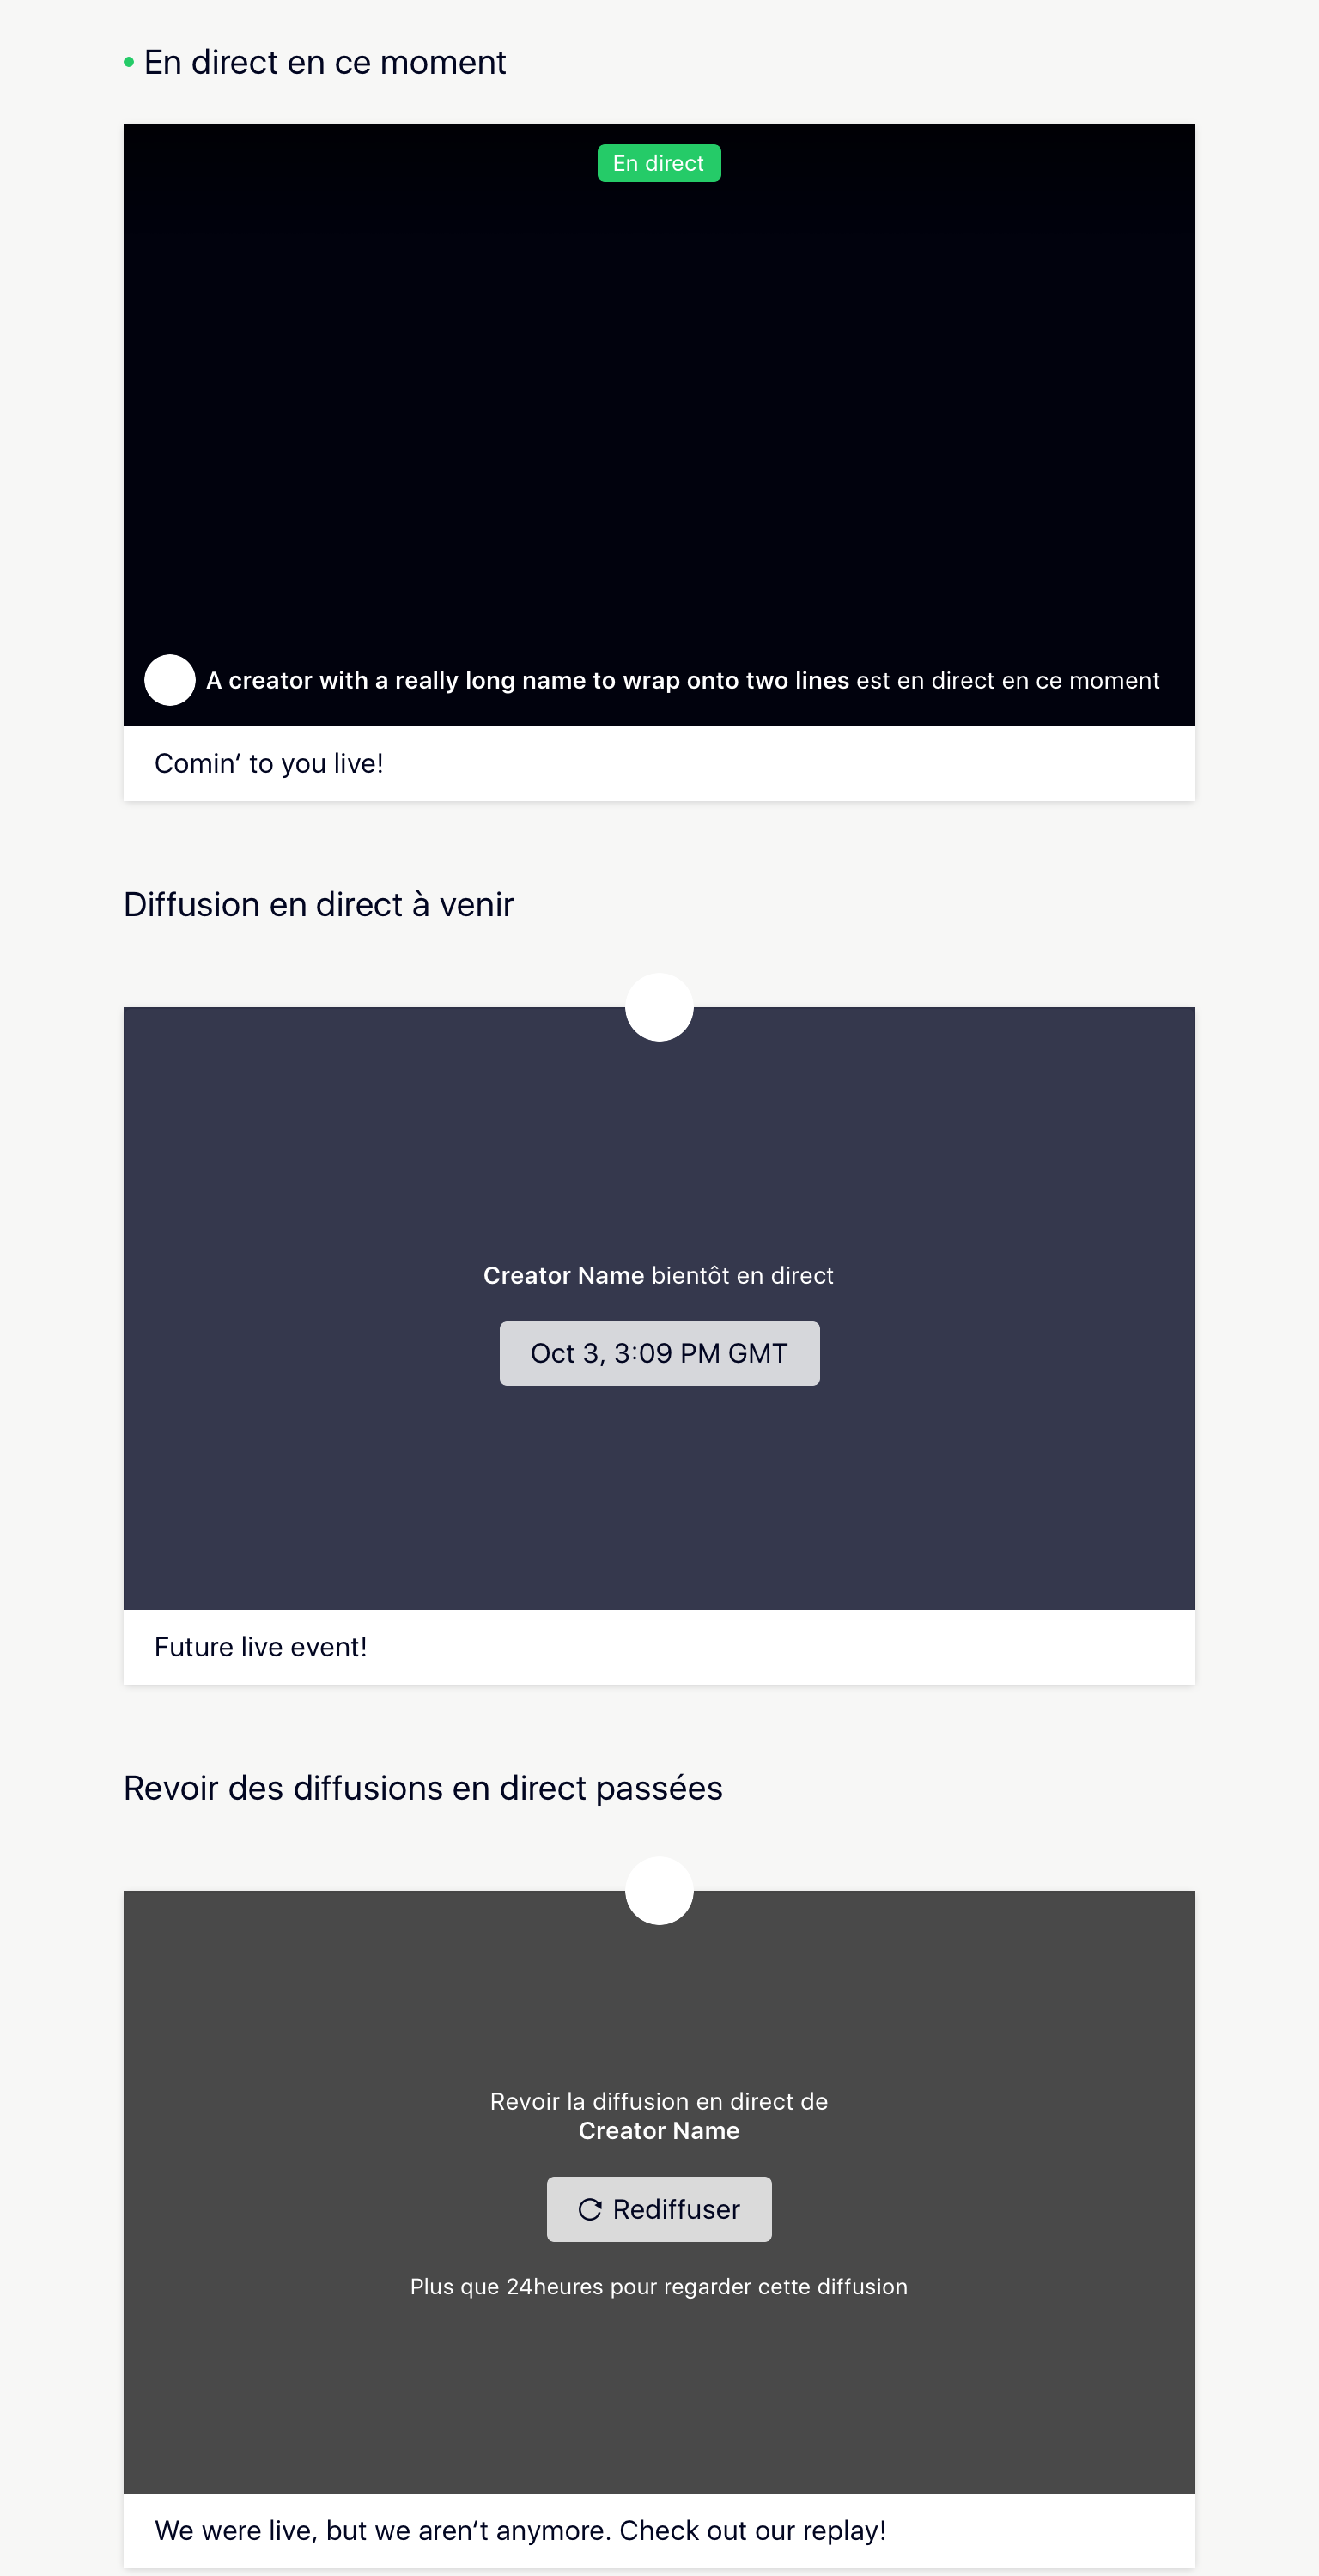 En direct en ce moment
En direct
A creator with a really long name to wrap onto two lines est en direct en ce moment
Comin‘ to you live!
Diffusion en direct à venir
Creator Name bientôt en direct
Oct 3, 3:09 PM GMT
Future live event!
Revoir des diffusions en direct passées
Revoir la diffusion en direct de
Creator Name
Rediffuser
Plus que 24heures pour regarder cette diffusion
We were live, but we aren‘t anymore. Check out our replay!